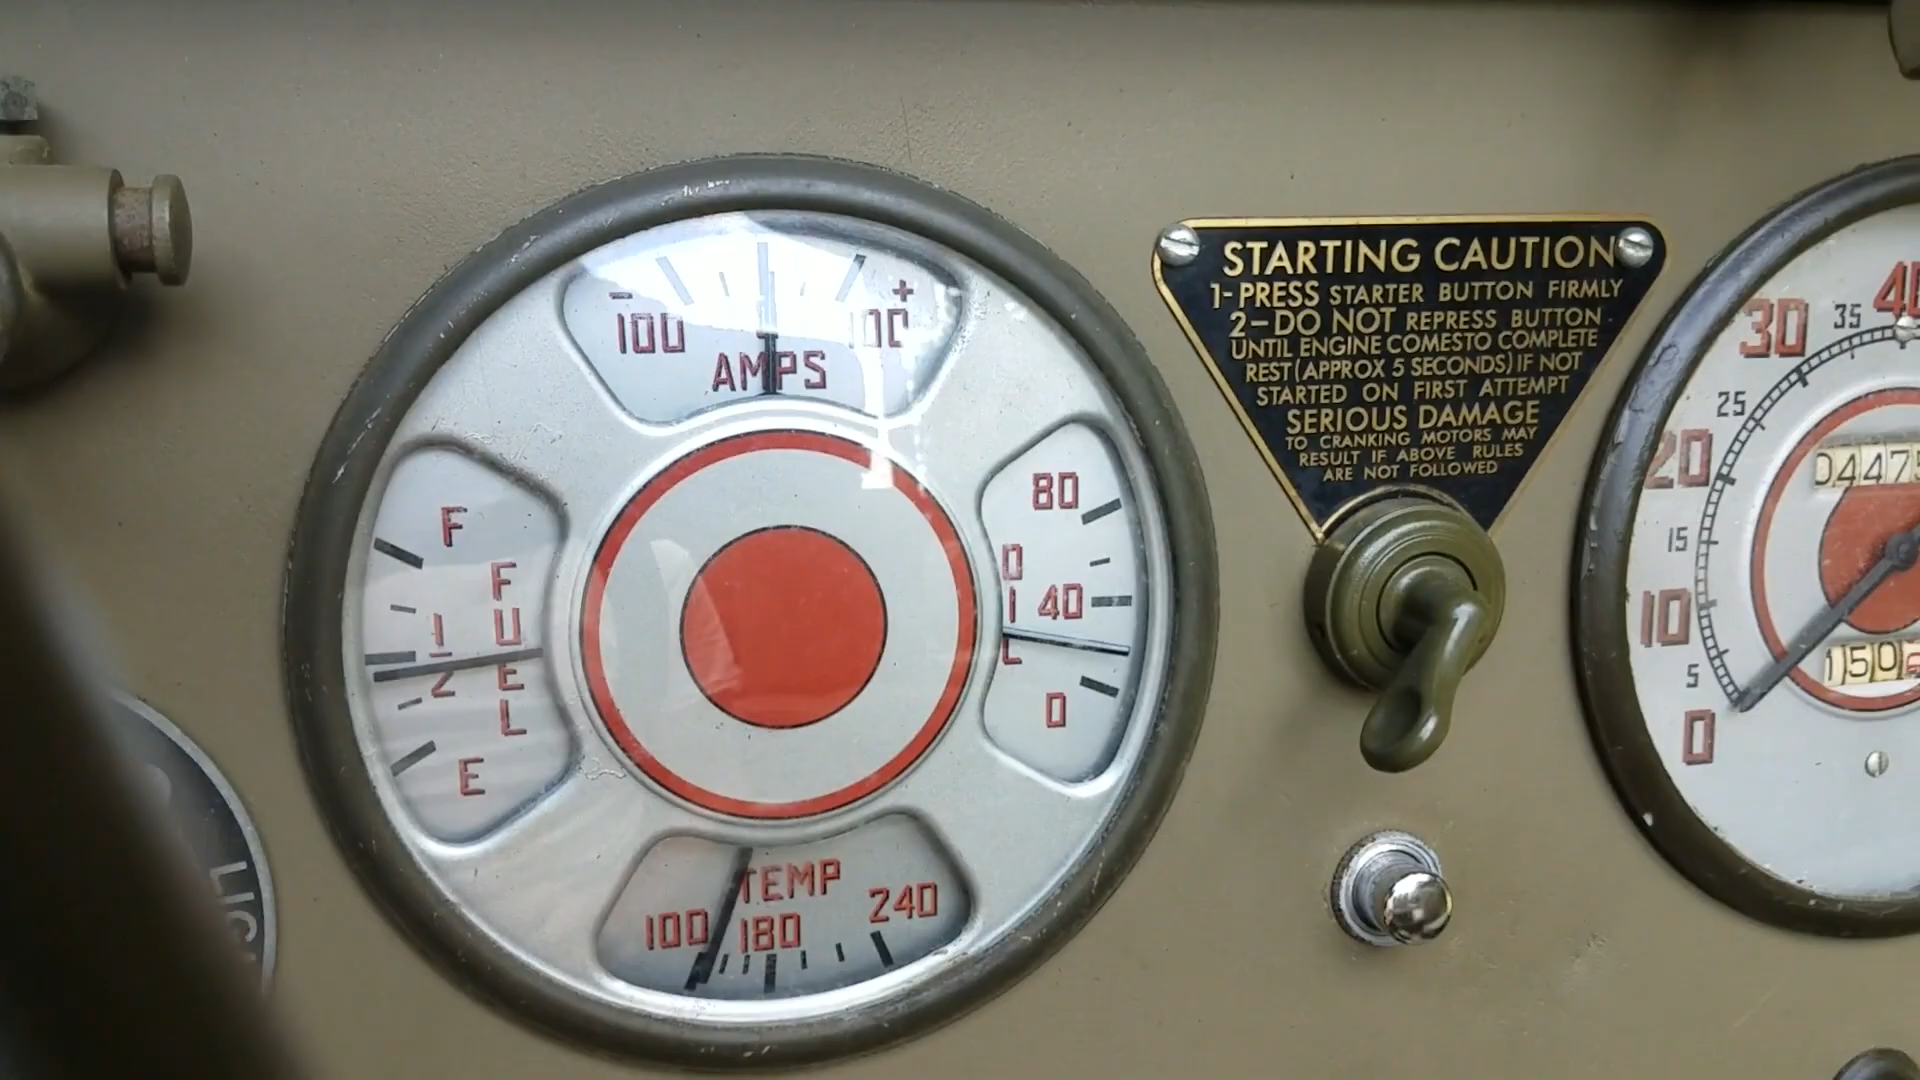 - +
100 100
AMPS
F
FUEL
1
2
E
80
OIL
40
0
TEMP
100 180 240
STARTING CAUTION
1-PRESS STARTER BUTTON FIRMLY
2-DO NOT REPRESS BUTTON
UNTIL ENGINE COMESTO COMPLETE
REST (APPROX 5 SECONDS) IF NOT
STARTED ON FIRST ATTEMPT
SERIOUS DAMAGE
TO CRANKING MOTORS MAY
RESULT IF ABOVE RULES
ARE NOT FOLLOWED
40
35
30
25
20
15
10
5
0
0447
150